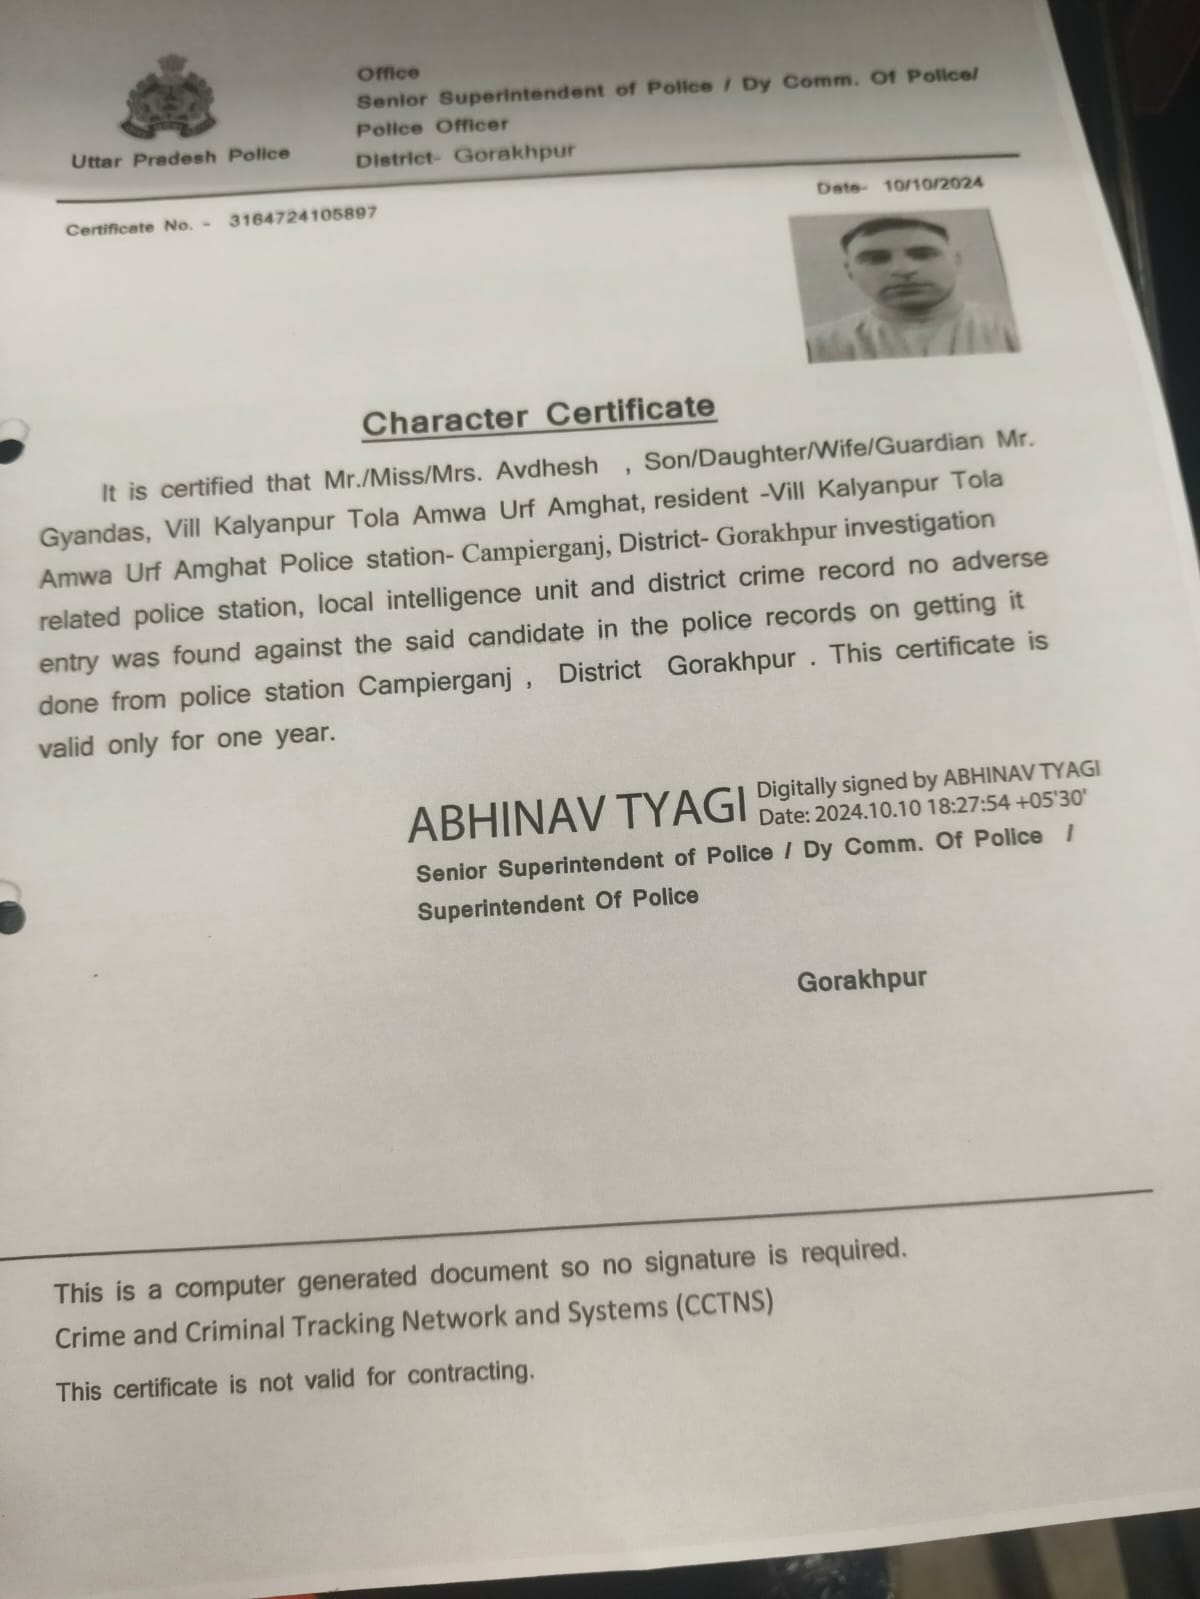 Uttar Pradesh Police
Office
Senior Superintendent of Police / Dy Comm. Of Police/
Police Officer
District- Gorakhpur
Date- 10/10/2024
Certificate No. - 3164724105897
Character Certificate
It is certified that Mr./Miss/Mrs. Avdhesh , Son/Daughter/Wife/Guardian Mr.
Gyandas, Vill Kalyanpur Tola Amwa Urf Amghat, resident -Vill Kalyanpur Tola
Amwa Urf Amghat Police station- Campierganj, District- Gorakhpur investigation
related police station, local intelligence unit and district crime record no adverse
entry was found against the said candidate in the police records on getting it
done from police station Campierganj , District Gorakhpur . This certificate is
valid only for one year.
ABHINAV TYAGI
Digitally signed by ABHINAV TYAGI
Date: 2024.10.10 18:27:54 +05'30'
Senior Superintendent of Police / Dy Comm. Of Police /
Superintendent Of Police
Gorakhpur
This is a computer generated document so no signature is required.
Crime and Criminal Tracking Network and Systems (CCTNS)
This certificate is not valid for contracting.